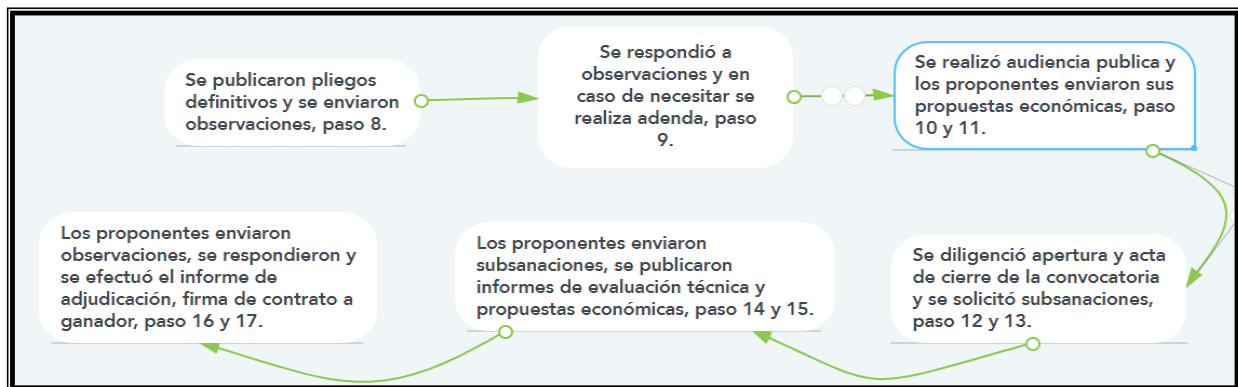 Se publicaron pliegos
definitivos y se enviaron
observaciones, paso 8.
Se respondió a
observaciones y en
caso de necesitar se
realiza adenda, paso
9.
Se realizó audiencia publica y
los proponentes enviaron sus
propuestas económicas, paso
10 y 11.
Se diligenció apertura y acta
de cierre de la convocatoria
y se solicitó subsanaciones,
paso 12 y 13.
Los proponentes enviaron
subsanaciones, se publicaron
informes de evaluación técnica y
propuestas económicas, paso 14 y 15.
Los proponentes enviaron
observaciones, se respondieron y
se efectuó el informe de
adjudicación, firma de contrato a
ganador, paso 16 y 17.